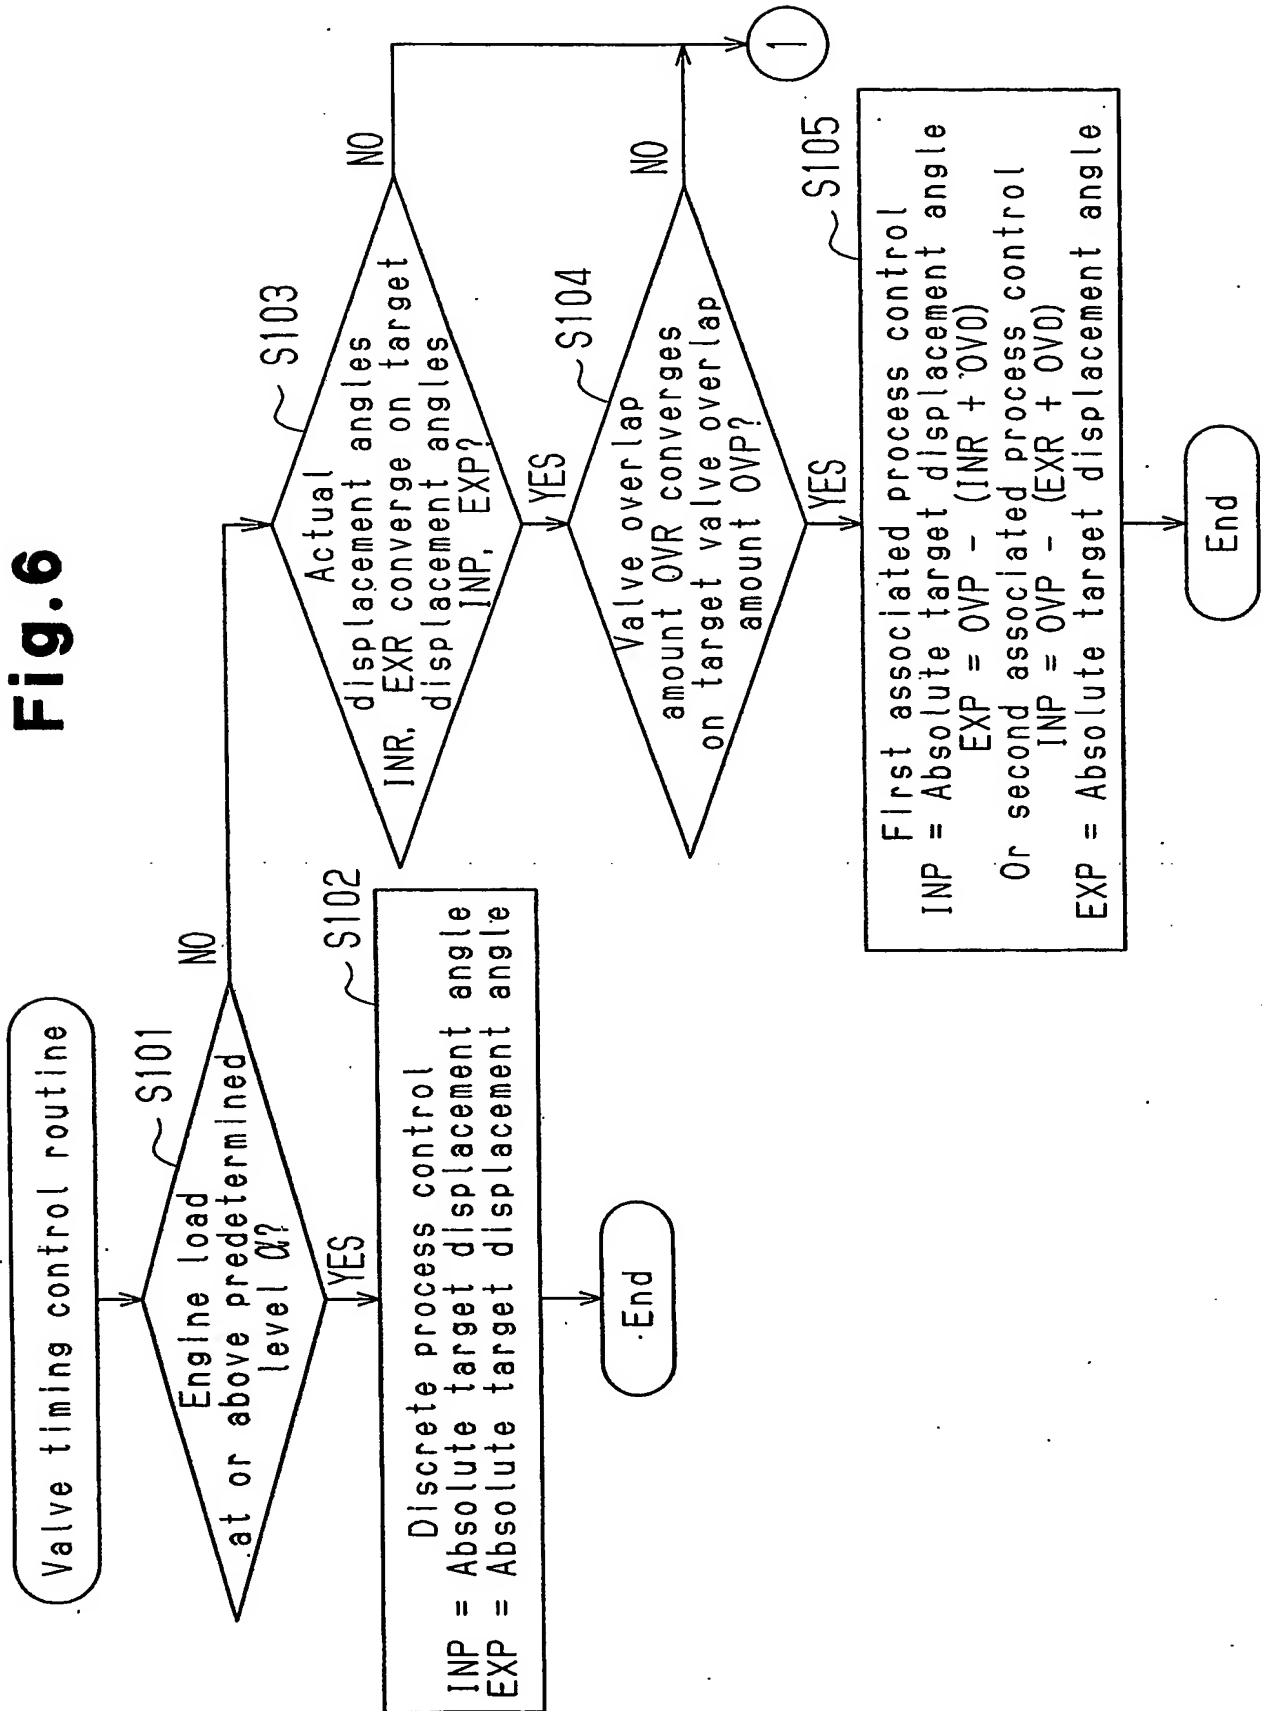 Fig.6
Valve timing control routine
S101
Engine load
at or above predetermined
level α?
NO
YES
S102
Discrete process control
INP = Absolute target displacement angle
EXP = Absolute target displacement angle
End
S103
Actual
displacement angles
INR, EXR converge on target
displacement angles
INP, EXP?
NO
YES
S104
Valve overlap
amount OVR converges
on target valve overlap
amount OVP?
NO
YES
1
S105
First associated process control
INP = Absolute target displacement angle
EXP = OVP - (INR + OVO)
Or second associated process control
INP = OVP - (EXR + OVO)
EXP = Absolute target displacement angle
End